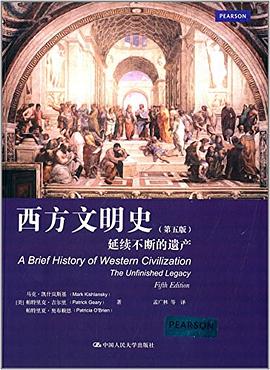 PEARSON
西方文明史(第五版)
延续不断的遗产
A Brief History of Western Civilization
The Unfinished Legacy
Fifth Edition
马克·凯什岚斯基 (Mark Kishlansky)
[美] 帕特里克·吉尔里 (Patrick Geary) 著
帕特里夏·奥布赖恩 (Patricia O'Brien)
孟广林 等 译
PEARSON
中国人民大学出版社